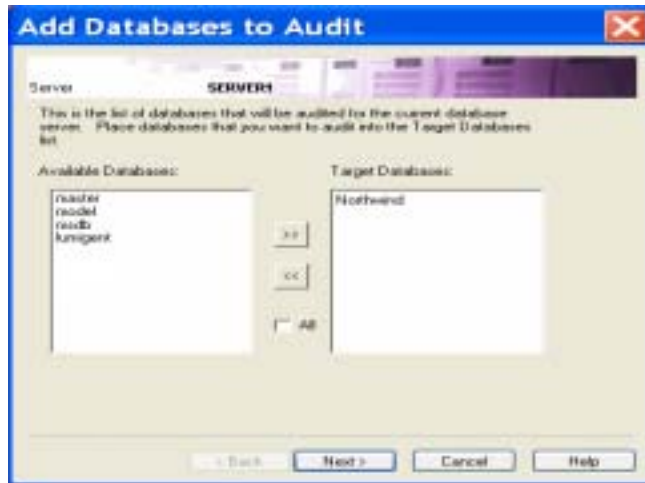 Add Databases to Audit
Server SERVER1
This is the list of databases that will be audited for the current database
server. Place databases that you want to audit into the Target Databases
list.
Available Databases: Target Databases:
master
model
msdb
lumigent
Northwind
>>
<<
All
< Back Next > Cancel Help